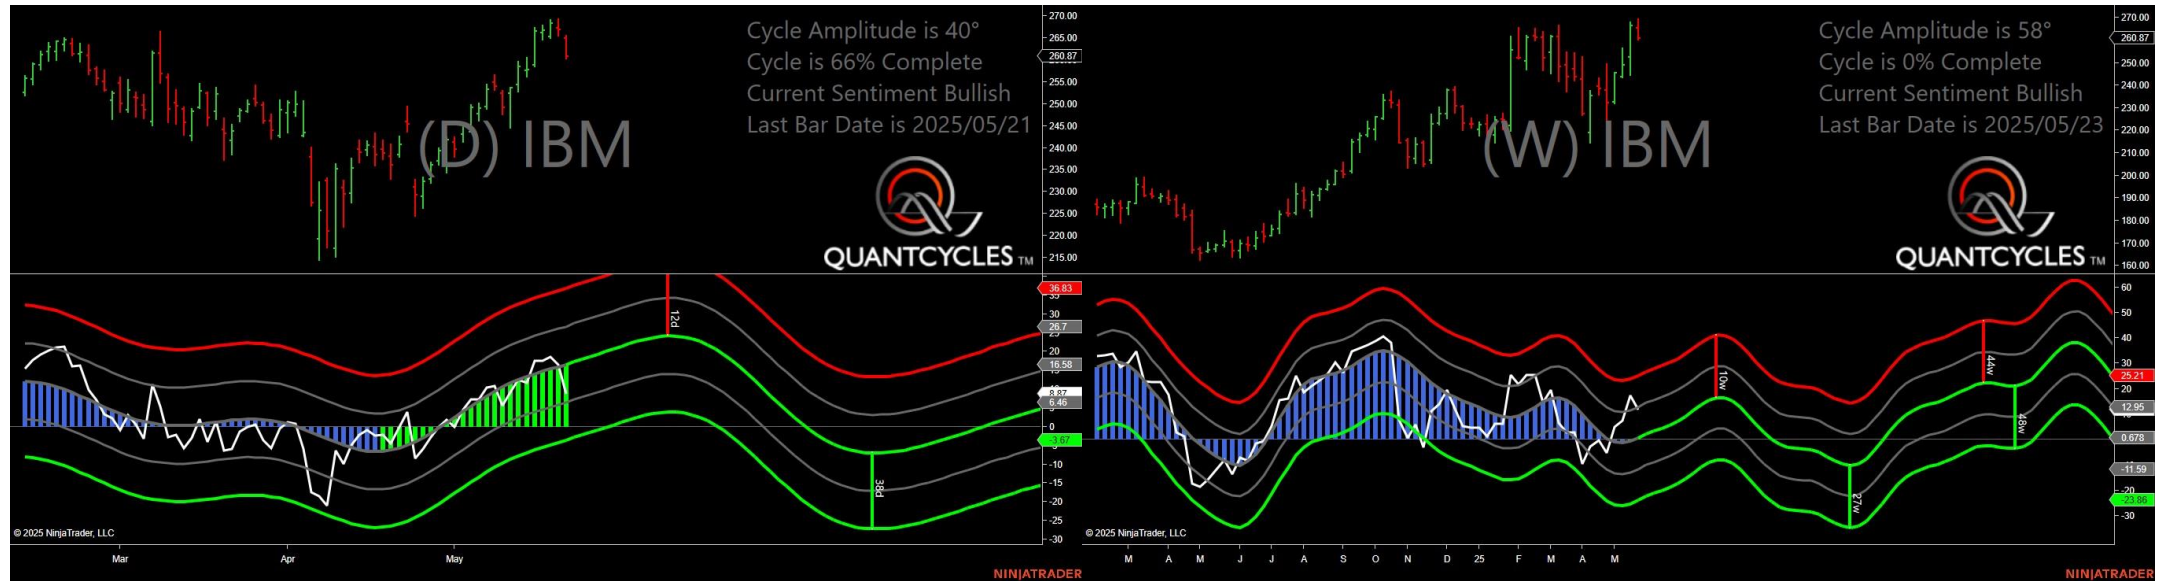 Cycle Amplitude is 40°
Cycle is 66% Complete
Current Sentiment Bullish
Last Bar Date is 2025/05/21
(D) IBM
QUANTCYCLES TM
270.00
265.00
260.87
255.00
250.00
245.00
240.00
235.00
230.00
225.00
220.00
215.00
36.83
35
30
26.7
20
16.58
8.87
6.46
0
-3.67
-10
-15
-20
-25
-30
12d
38d
© 2025 NinjaTrader, LLC
Mar
Apr
May
NINJATRADER
Cycle Amplitude is 58°
Cycle is 0% Complete
Current Sentiment Bullish
Last Bar Date is 2025/05/23
(W) IBM
QUANTCYCLES TM
270.00
260.87
250.00
240.00
230.00
220.00
210.00
200.00
190.00
180.00
170.00
160.00
60
50
40
30
25.21
20
12.95
0.678
-11.59
-20
-23.86
-30
10w
27w
44w
48w
© 2025 NinjaTrader, LLC
M A M J J A S O N D 25 F M A M
NINJATRADER